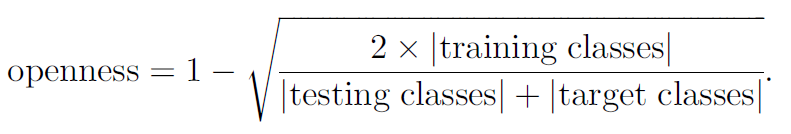 openness = 1 − √(2 × |training classes| / (|testing classes| + |target classes|)).